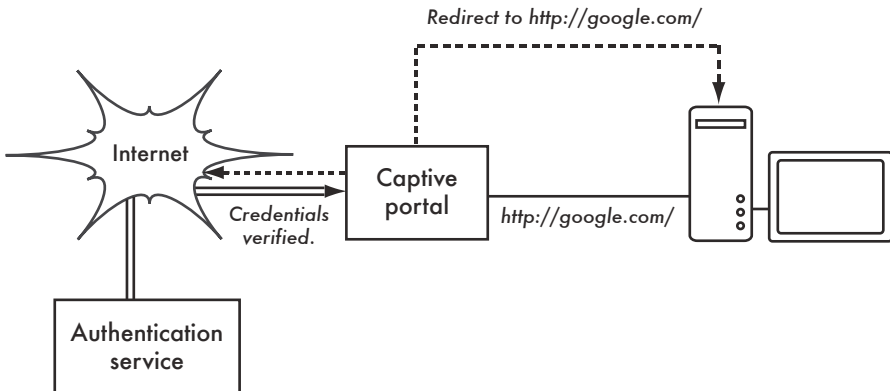 Redirect to http://google.com/
Internet
Captive
portal
Credentials
verified.
http://google.com/
Authentication
service